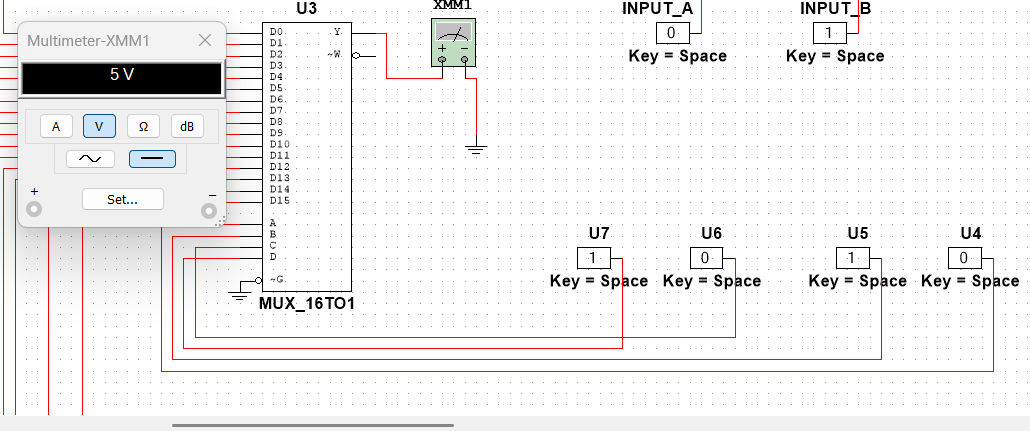 U3
XMM1
INPUT_A
INPUT_B
Multimeter-XMM1
5 V
A
V
Ω
dB
+
−
Set...
D0
D1
D2
D3
D4
D5
D6
D7
D8
D9
D10
D11
D12
D13
D14
D15
A
B
C
D
~G
Y
~W
MUX_16TO1
+
−
0
Key = Space
1
Key = Space
U7
1
Key = Space
U6
0
Key = Space
U5
1
Key = Space
U4
0
Key = Space